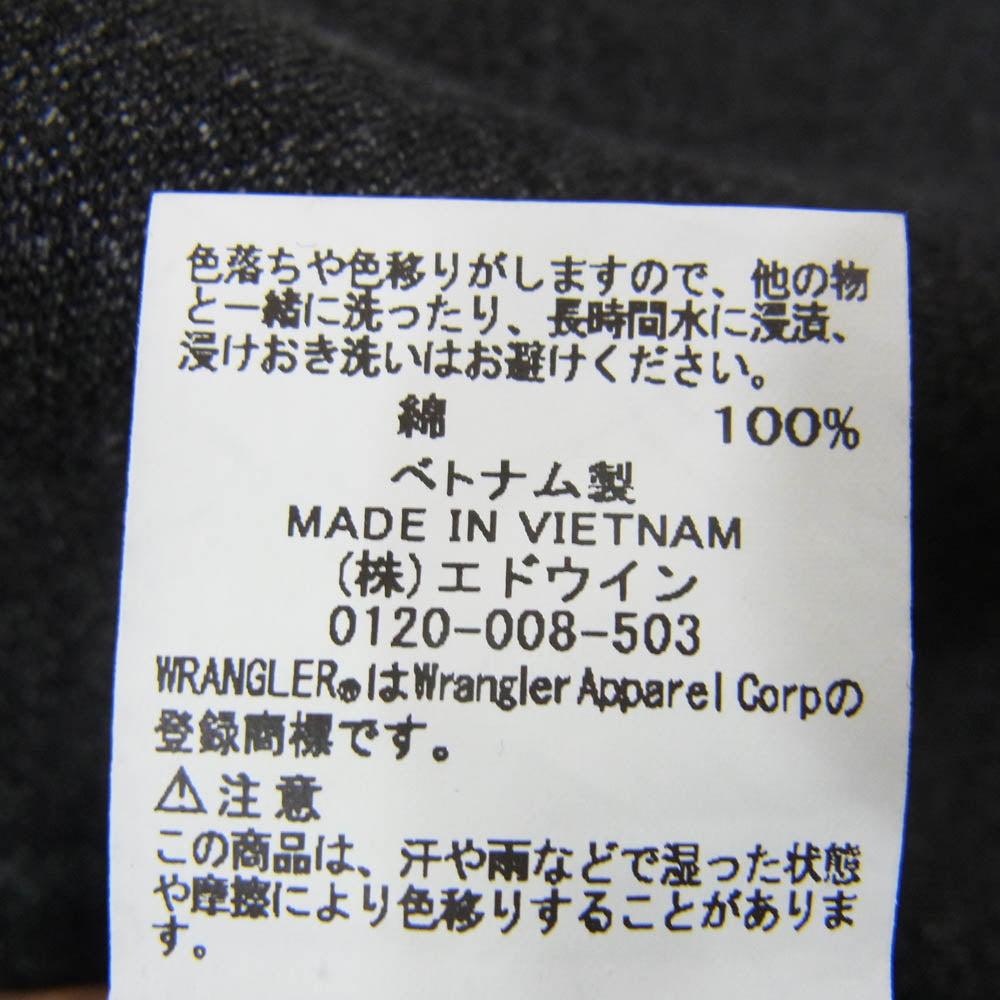 色落ちや色移りがしますので、他の物
と一緒に洗ったり、長時間水に浸漬、
浸けおき洗いはお避けください。
綿 100%
ベトナム製
MADE IN VIETNAM
(株)エドウイン
0120-008-503
WRANGLER®はWrangler Apparel Corpの
登録商標です。
⚠注意
この商品は、汗や雨などで湿った状態
や摩擦により色移りすることがありま
す。